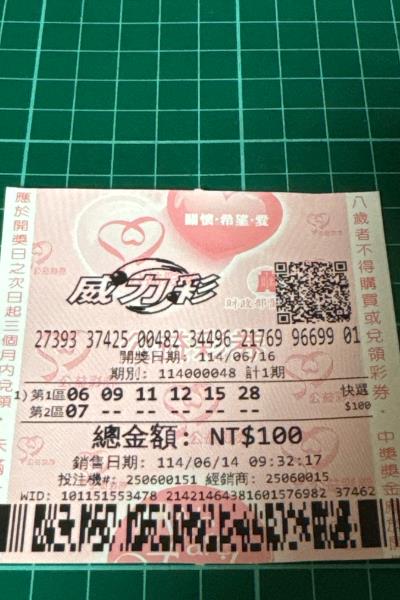 關懷·希望·愛
威力彩
財政部
27393 37425 00482 34496 21769 96699 01
開獎日期: 114/06/16
期別: 114000048 計1期
1) 第1區 06 09 11 12 15 28 快選
第2區 07 -- -- -- -- -- $100
總金額: NT$100
銷售日期: 114/06/14 09:32:17
投注機#: 250600151 經銷商: 25060015
WID: 101151553478 21421464381601576982 37462
應於開獎日之次日起三個月內兌領
八歲者不得購買或兌領彩券
中獎獎金